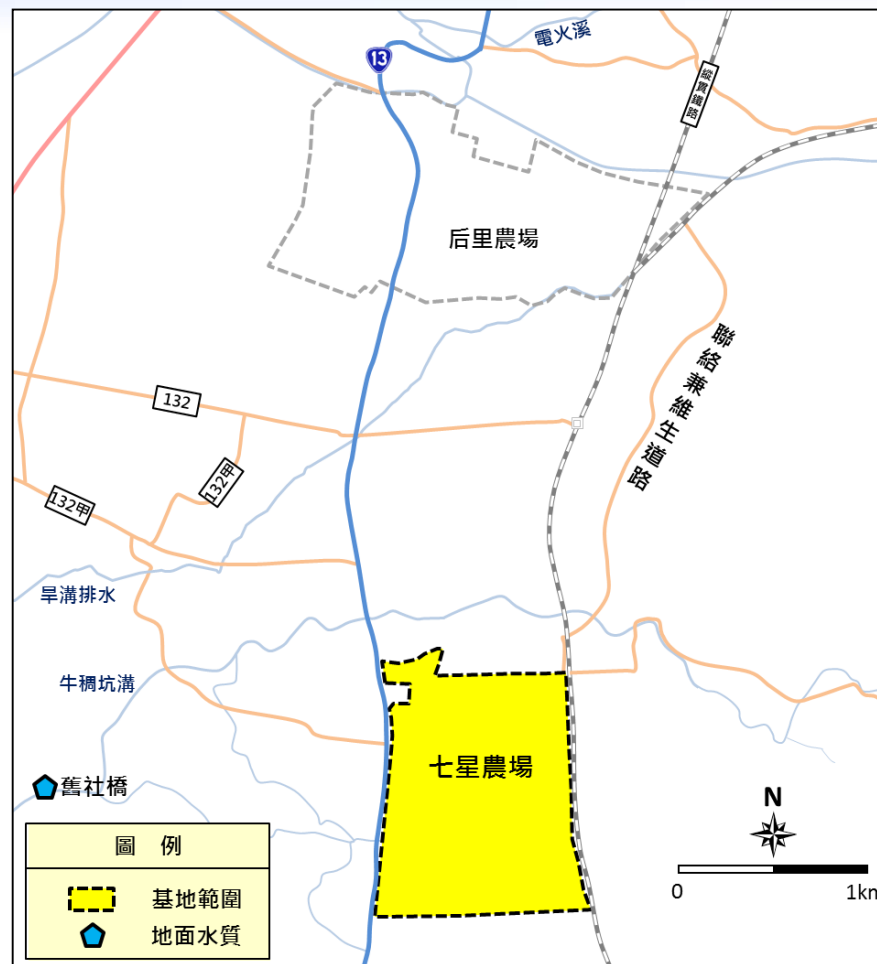 電火溪
13
縱貫鐵路
后里農場
聯絡兼維生道路
132
132甲
132甲
旱溝排水
牛稠坑溝
七星農場
舊社橋
N
圖 例
基地範圍
地面水質
0
1km